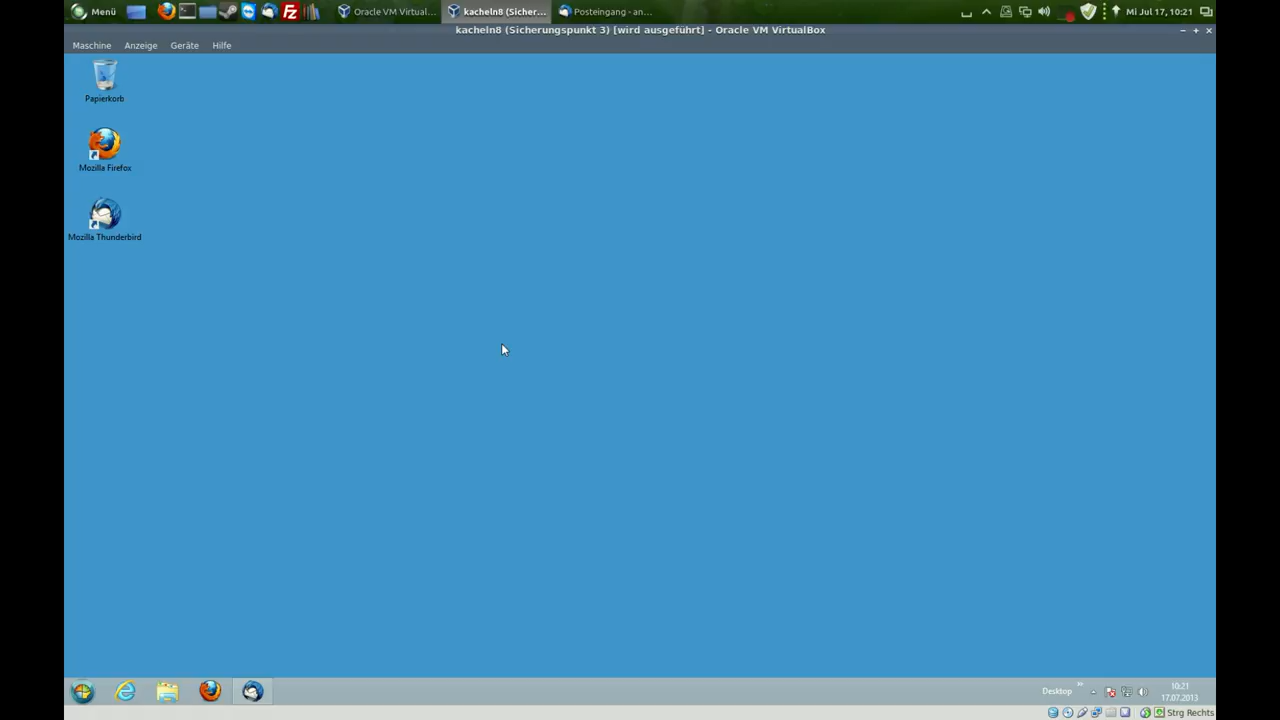 Menü
Oracle VM Virtual...
kacheln8 (Sicher...
Posteingang - an...
Mi Jul 17, 10:21
kacheln8 (Sicherungspunkt 3) [wird ausgeführt] - Oracle VM VirtualBox
Maschine Anzeige Geräte Hilfe
Papierkorb
Mozilla Firefox
Mozilla Thunderbird
Desktop
10:21
17.07.2013
Strg Rechts